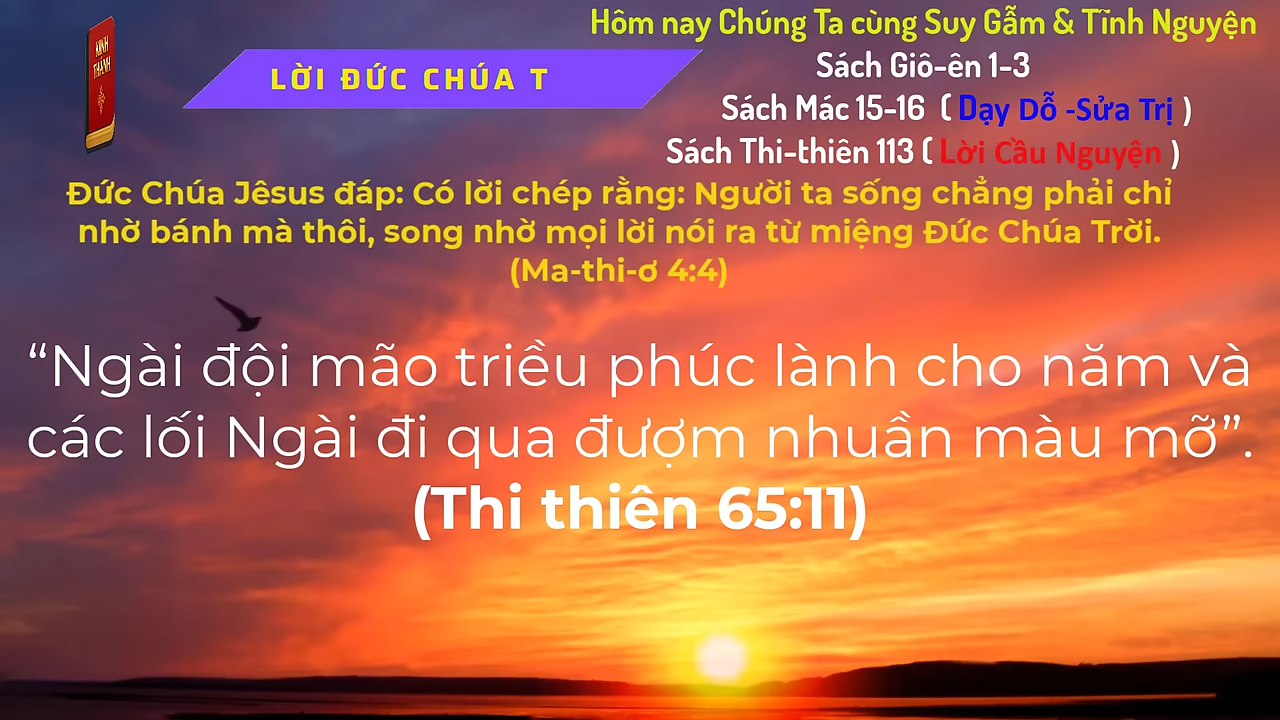 KINH
THÁNH
LỜI ĐỨC CHÚA T
Hôm nay Chúng Ta cùng Suy Gẫm & Tĩnh Nguyện
Sách Giô-ên 1-3
Sách Mác 15-16 ( Dạy Dỗ -Sửa Trị )
Sách Thi-thiên 113 ( Lời Cầu Nguyện )
Đức Chúa Jêsus đáp: Có lời chép rằng: Người ta sống chẳng phải chỉ
nhờ bánh mà thôi, song nhờ mọi lời nói ra từ miệng Đức Chúa Trời.
(Ma-thi-ơ 4:4)
“Ngài đội mão triều phúc lành cho năm và
các lối Ngài đi qua đượm nhuần màu mỡ”.
(Thi thiên 65:11)